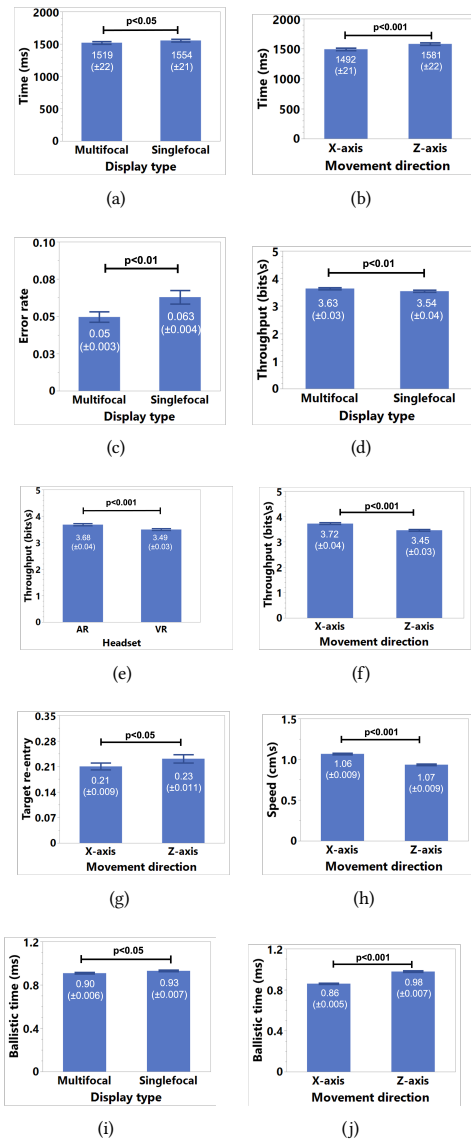 2000
1500
1000
500
0
Time (ms)
p<0.05
1519
(±22)
1554
(±21)
Multifocal
Singlefocal
Display type
(a)
2000
1500
1000
500
0
Time (ms)
p<0.001
1492
(±21)
1581
(±22)
X-axis
Z-axis
Movement direction
(b)
0.10
0.08
0.05
0.03
0
Error rate
p<0.01
0.05
(±0.003)
0.063
(±0.004)
Multifocal
Singlefocal
Display type
(c)
5
4
3
2
1
0
Throughput (bits\s)
p<0.01
3.63
(±0.03)
3.54
(±0.04)
Multifocal
Singlefocal
Display type
(d)
5
4
3
2
1
0
Throughput (bits\s)
p<0.001
3.68
(±0.04)
3.49
(±0.03)
AR
VR
Headset
(e)
5
4
3
2
1
0
Throughput (bits\s)
p<0.001
3.72
(±0.04)
3.45
(±0.03)
X-axis
Z-axis
Movement direction
(f)
0.35
0.28
0.21
0.14
0.07
0
Target re-entry
p<0.05
0.21
(±0.009)
0.23
(±0.011)
X-axis
Z-axis
Movement direction
(g)
1.5
1.0
0.5
0
Speed (cm\s)
p<0.001
1.06
(±0.009)
1.07
(±0.009)
X-axis
Z-axis
Movement direction
(h)
1.2
0.8
0.4
0
Ballistic time (ms)
p<0.05
0.90
(±0.006)
0.93
(±0.007)
Multifocal
Singlefocal
Display type
(i)
1.2
0.8
0.4
0
Ballistic time (ms)
p<0.001
0.86
(±0.005)
0.98
(±0.007)
X-axis
Z-axis
Movement direction
(j)